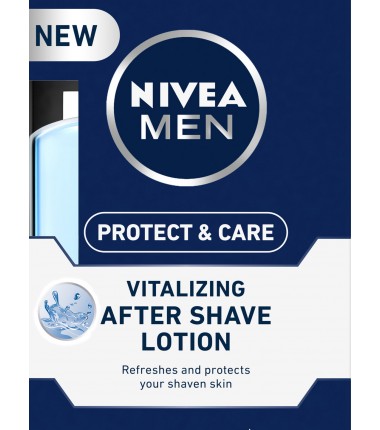 NEW
NIVEA
MEN
PROTECT & CARE
VITALIZING
AFTER SHAVE
LOTION
Refreshes and protects
your shaven skin